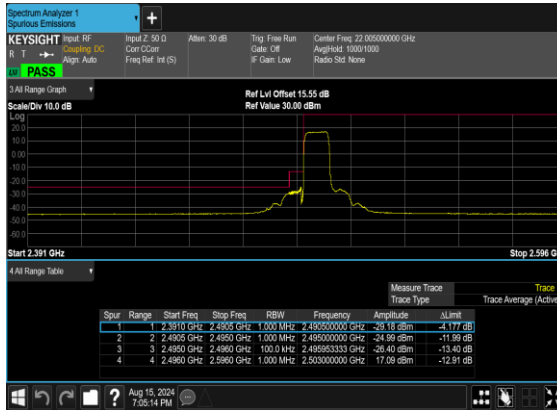 Spectrum Analyzer 1
Spurious Emissions
+
KEYSIGHT Input: RF Input Z: 50 Ω Atten: 30 dB Trig: Free Run Center Freq: 22.005000000 GHz
R T Coupling: DC Corr CCorr Gate: Off Avg|Hold: 1000/1000
Align: Auto Freq Ref: Int (S) IF Gain: Low Radio Std: None
PASS
3 All Range Graph
Ref Lvl Offset 15.55 dB
Scale/Div 10.0 dB Ref Value 30.00 dBm
Log
20.0
10.0
0.00
-10.0
-20.0
-30.0
-40.0
-50.0
-60.0
Start 2.391 GHz Stop 2.596 G
4 All Range Table
Measure Trace Trace
Trace Type Trace Average (Active
Spur Range Start Freq Stop Freq RBW Frequency Amplitude ΔLimit
1 1 2.3910 GHz 2.4905 GHz 1.000 MHz 2.490500000 GHz -29.18 dBm -4.177 dB
2 2 2.4905 GHz 2.4950 GHz 1.000 MHz 2.490500000 GHz -24.99 dBm -11.99 dB
3 3 2.4950 GHz 2.4960 GHz 100.0 kHz 2.495953333 GHz -26.40 dBm -13.40 dB
4 4 2.4960 GHz 2.5960 GHz 1.000 MHz 2.503000000 GHz 17.09 dBm -12.91 dB
? Aug 15, 2024
7:05:14 PM